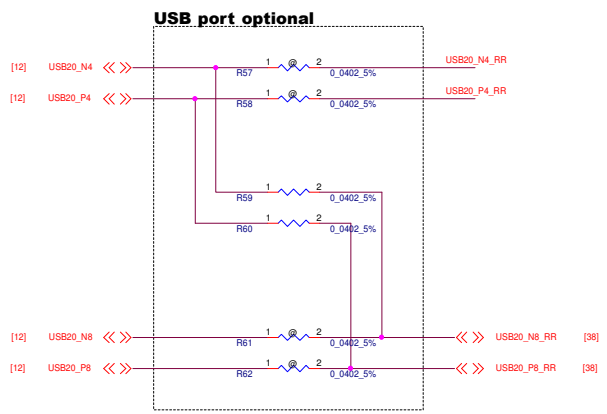 USB port optional
[12] USB20_N4 R57 1 @ 2 0_0402_5% USB20_N4_RR
[12] USB20_P4 R58 1 @ 2 0_0402_5% USB20_P4_RR
R59 1 2 0_0402_5%
R60 1 2 0_0402_5%
[12] USB20_N8 R61 1 @ 2 0_0402_5% USB20_N8_RR [38]
[12] USB20_P8 R62 1 @ 2 0_0402_5% USB20_P8_RR [38]